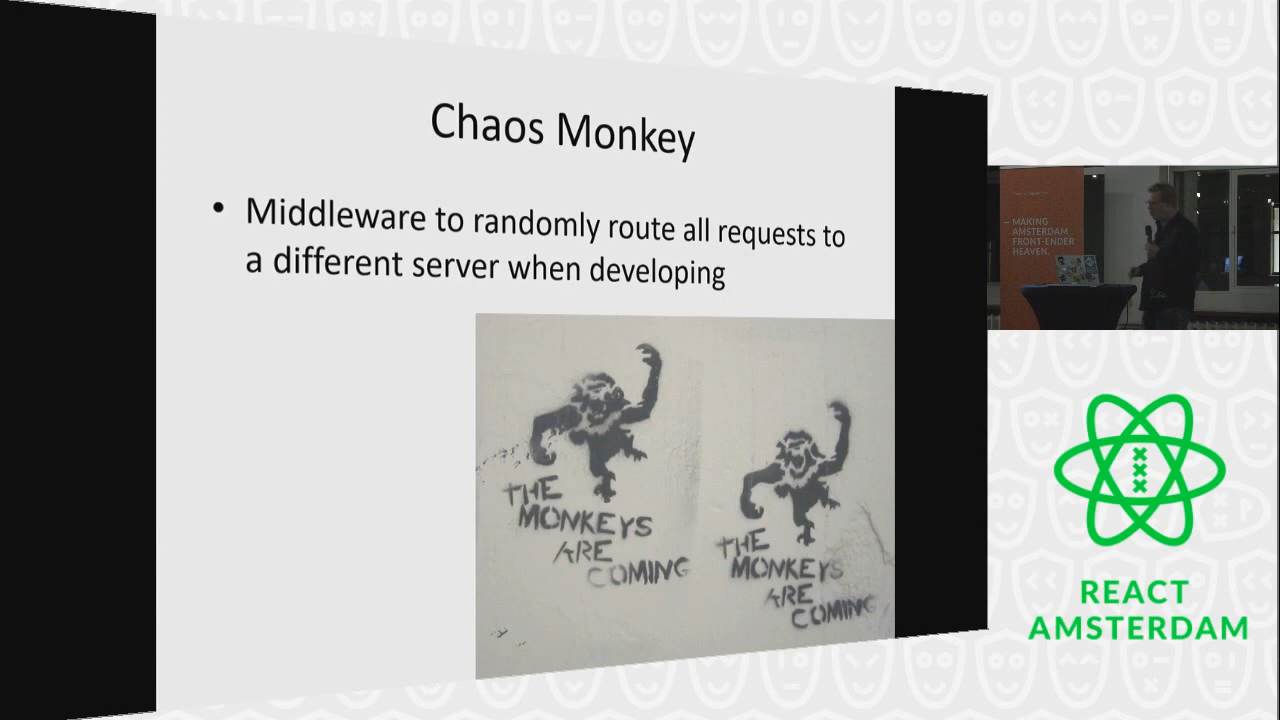 Chaos Monkey
• Middleware to randomly route all requests to
a different server when developing
THE
MONKEYS
ARE
COMING
THE
MONKEYS
ARE
COMING
MAKING
AMSTERDAM
FRONT-ENDER
HEAVEN.
REACT
AMSTERDAM